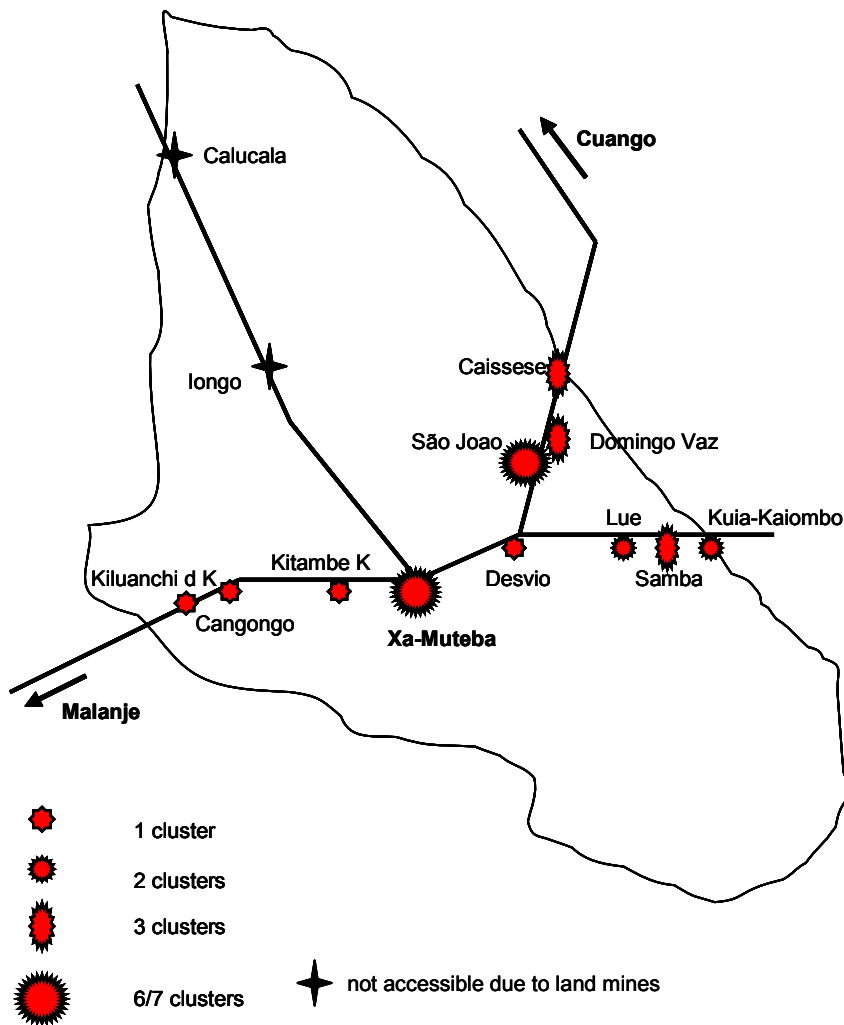 Cuango
Calucala
Caissese
Iongo
São Joao
Domingo Vaz
Lue
Kuia-Kaiombo
Kitambe K
Kiluanchi d K
Desvio
Samba
Cangongo
Xa-Muteba
Malanje
1 cluster
2 clusters
3 clusters
6/7 clusters
not accessible due to land mines